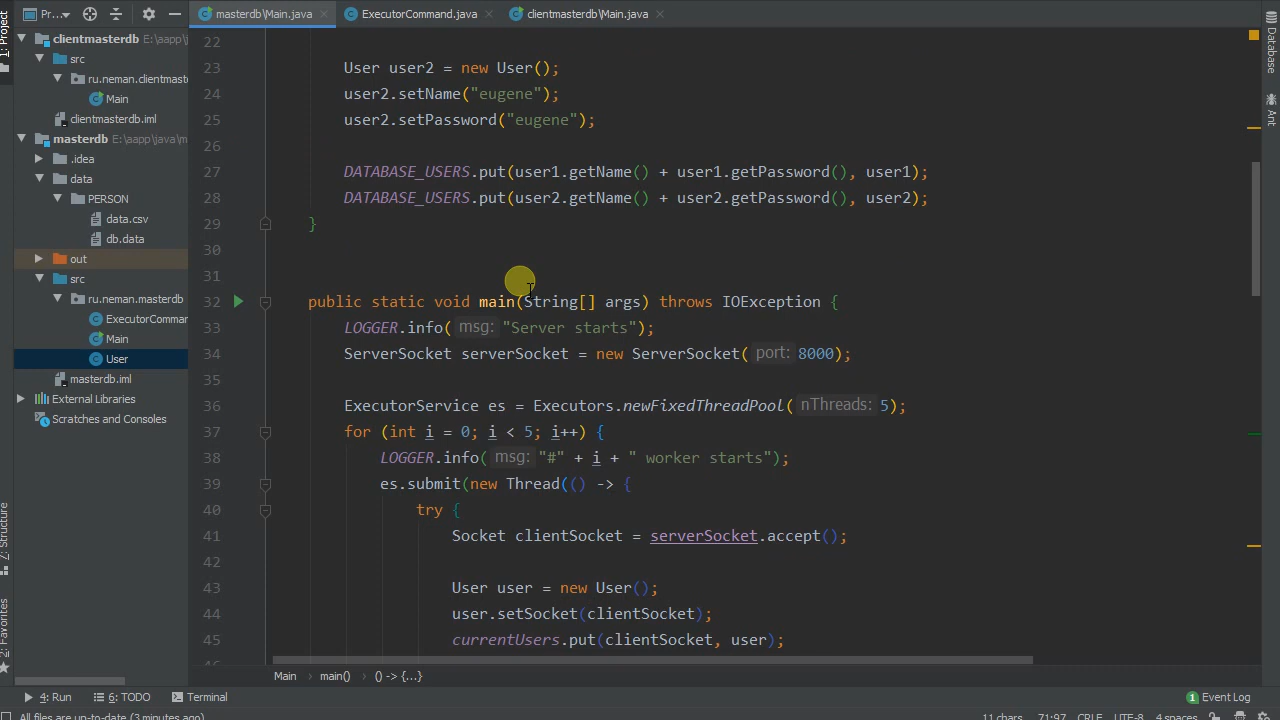 Pr...
masterdb\Main.java
ExecutorCommand.java
clientmasterdb\Main.java
1: Project
7: Structure
2: Favorites
Database
Ant
clientmasterdb E:\aapp\
src
ru.neman.clientmast
Main
clientmasterdb.iml
masterdb E:\aapp\java\m
.idea
data
PERSON
data.csv
db.data
out
src
ru.neman.masterdb
ExecutorComman
Main
User
masterdb.iml
External Libraries
Scratches and Consoles
22
23 User user2 = new User();
24 user2.setName("eugene");
25 user2.setPassword("eugene");
26
27 DATABASE_USERS.put(user1.getName() + user1.getPassword(), user1);
28 DATABASE_USERS.put(user2.getName() + user2.getPassword(), user2);
29 }
30
31
32 public static void main(String[] args) throws IOException {
33 LOGGER.info( msg: "Server starts");
34 ServerSocket serverSocket = new ServerSocket( port: 8000);
35
36 ExecutorService es = Executors.newFixedThreadPool( nThreads: 5);
37 for (int i = 0; i < 5; i++) {
38 LOGGER.info( msg: "#" + i + " worker starts");
39 es.submit(new Thread(() -> {
40 try {
41 Socket clientSocket = serverSocket.accept();
42
43 User user = new User();
44 user.setSocket(clientSocket);
45 currentUsers.put(clientSocket, user);
Main main() () -> {...}
4: Run 6: TODO Terminal 1 Event Log
All files are up-to-date (3 minutes ago) 11 chars 71:97 CRLF UTF-8 4 spaces